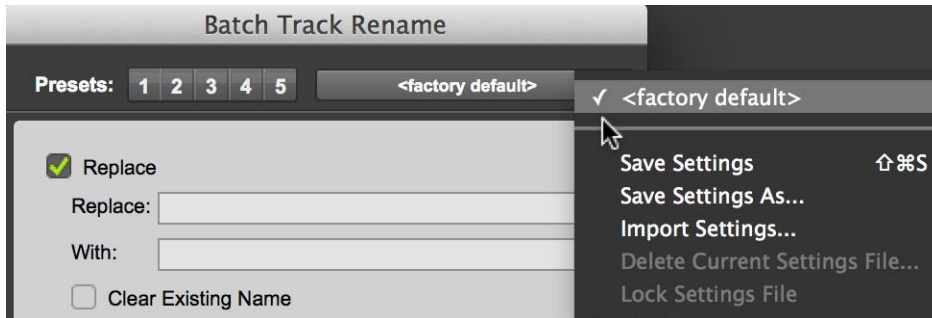 Batch Track Rename
Presets: 1 2 3 4 5 <factory default>
✓ <factory default>
Replace
Save Settings ⇧⌘S
Replace:
Save Settings As...
Import Settings...
With:
Delete Current Settings File...
Clear Existing Name
Lock Settings File